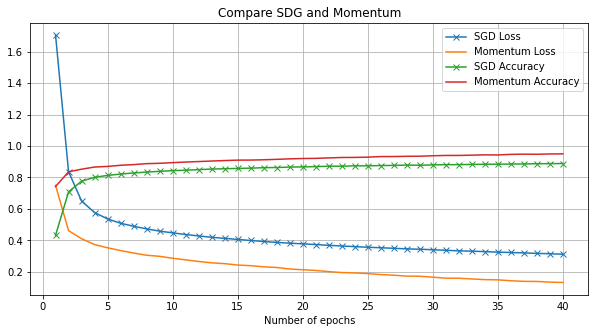 Compare SDG and Momentum
SGD Loss
Momentum Loss
SGD Accuracy
Momentum Accuracy
1.6
1.4
1.2
1.0
0.8
0.6
0.4
0.2
0 5 10 15 20 25 30 35 40
Number of epochs